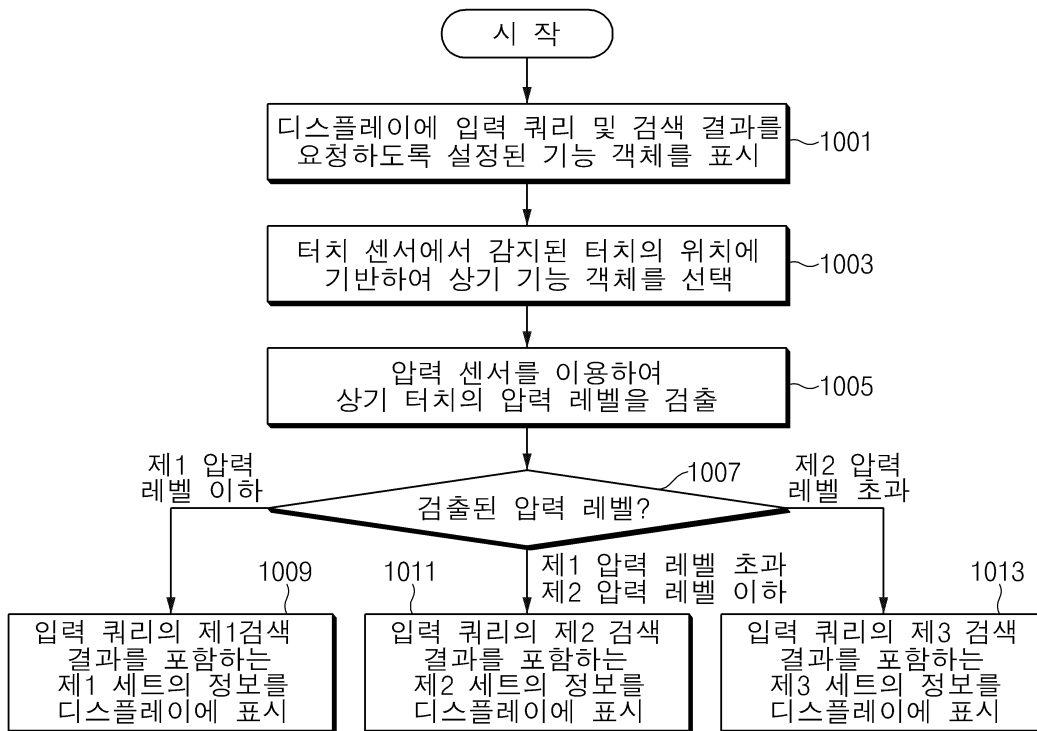 시 작
디스플레이에 입력 쿼리 및 검색 결과를
요청하도록 설정된 기능 객체를 표시
1001
터치 센서에서 감지된 터치의 위치에
기반하여 상기 기능 객체를 선택
1003
압력 센서를 이용하여
상기 터치의 압력 레벨을 검출
1005
제1 압력
레벨 이하
1007
검출된 압력 레벨?
제2 압력
레벨 초과
제1 압력 레벨 초과
제2 압력 레벨 이하
1009
입력 쿼리의 제1검색
결과를 포함하는
제1 세트의 정보를
디스플레이에 표시
1011
입력 쿼리의 제2 검색
결과를 포함하는
제2 세트의 정보를
디스플레이에 표시
1013
입력 쿼리의 제3 검색
결과를 포함하는
제3 세트의 정보를
디스플레이에 표시